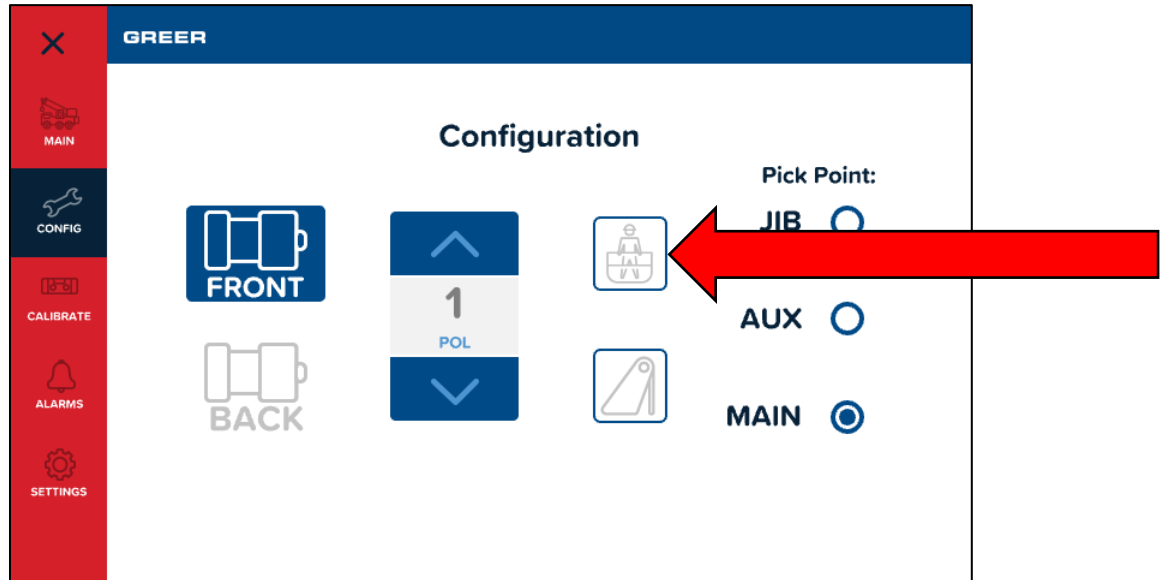 GREER
MAIN
CONFIG
CALIBRATE
ALARMS
SETTINGS
Configuration
FRONT
BACK
1
POL
Pick Point:
JIB
AUX
MAIN